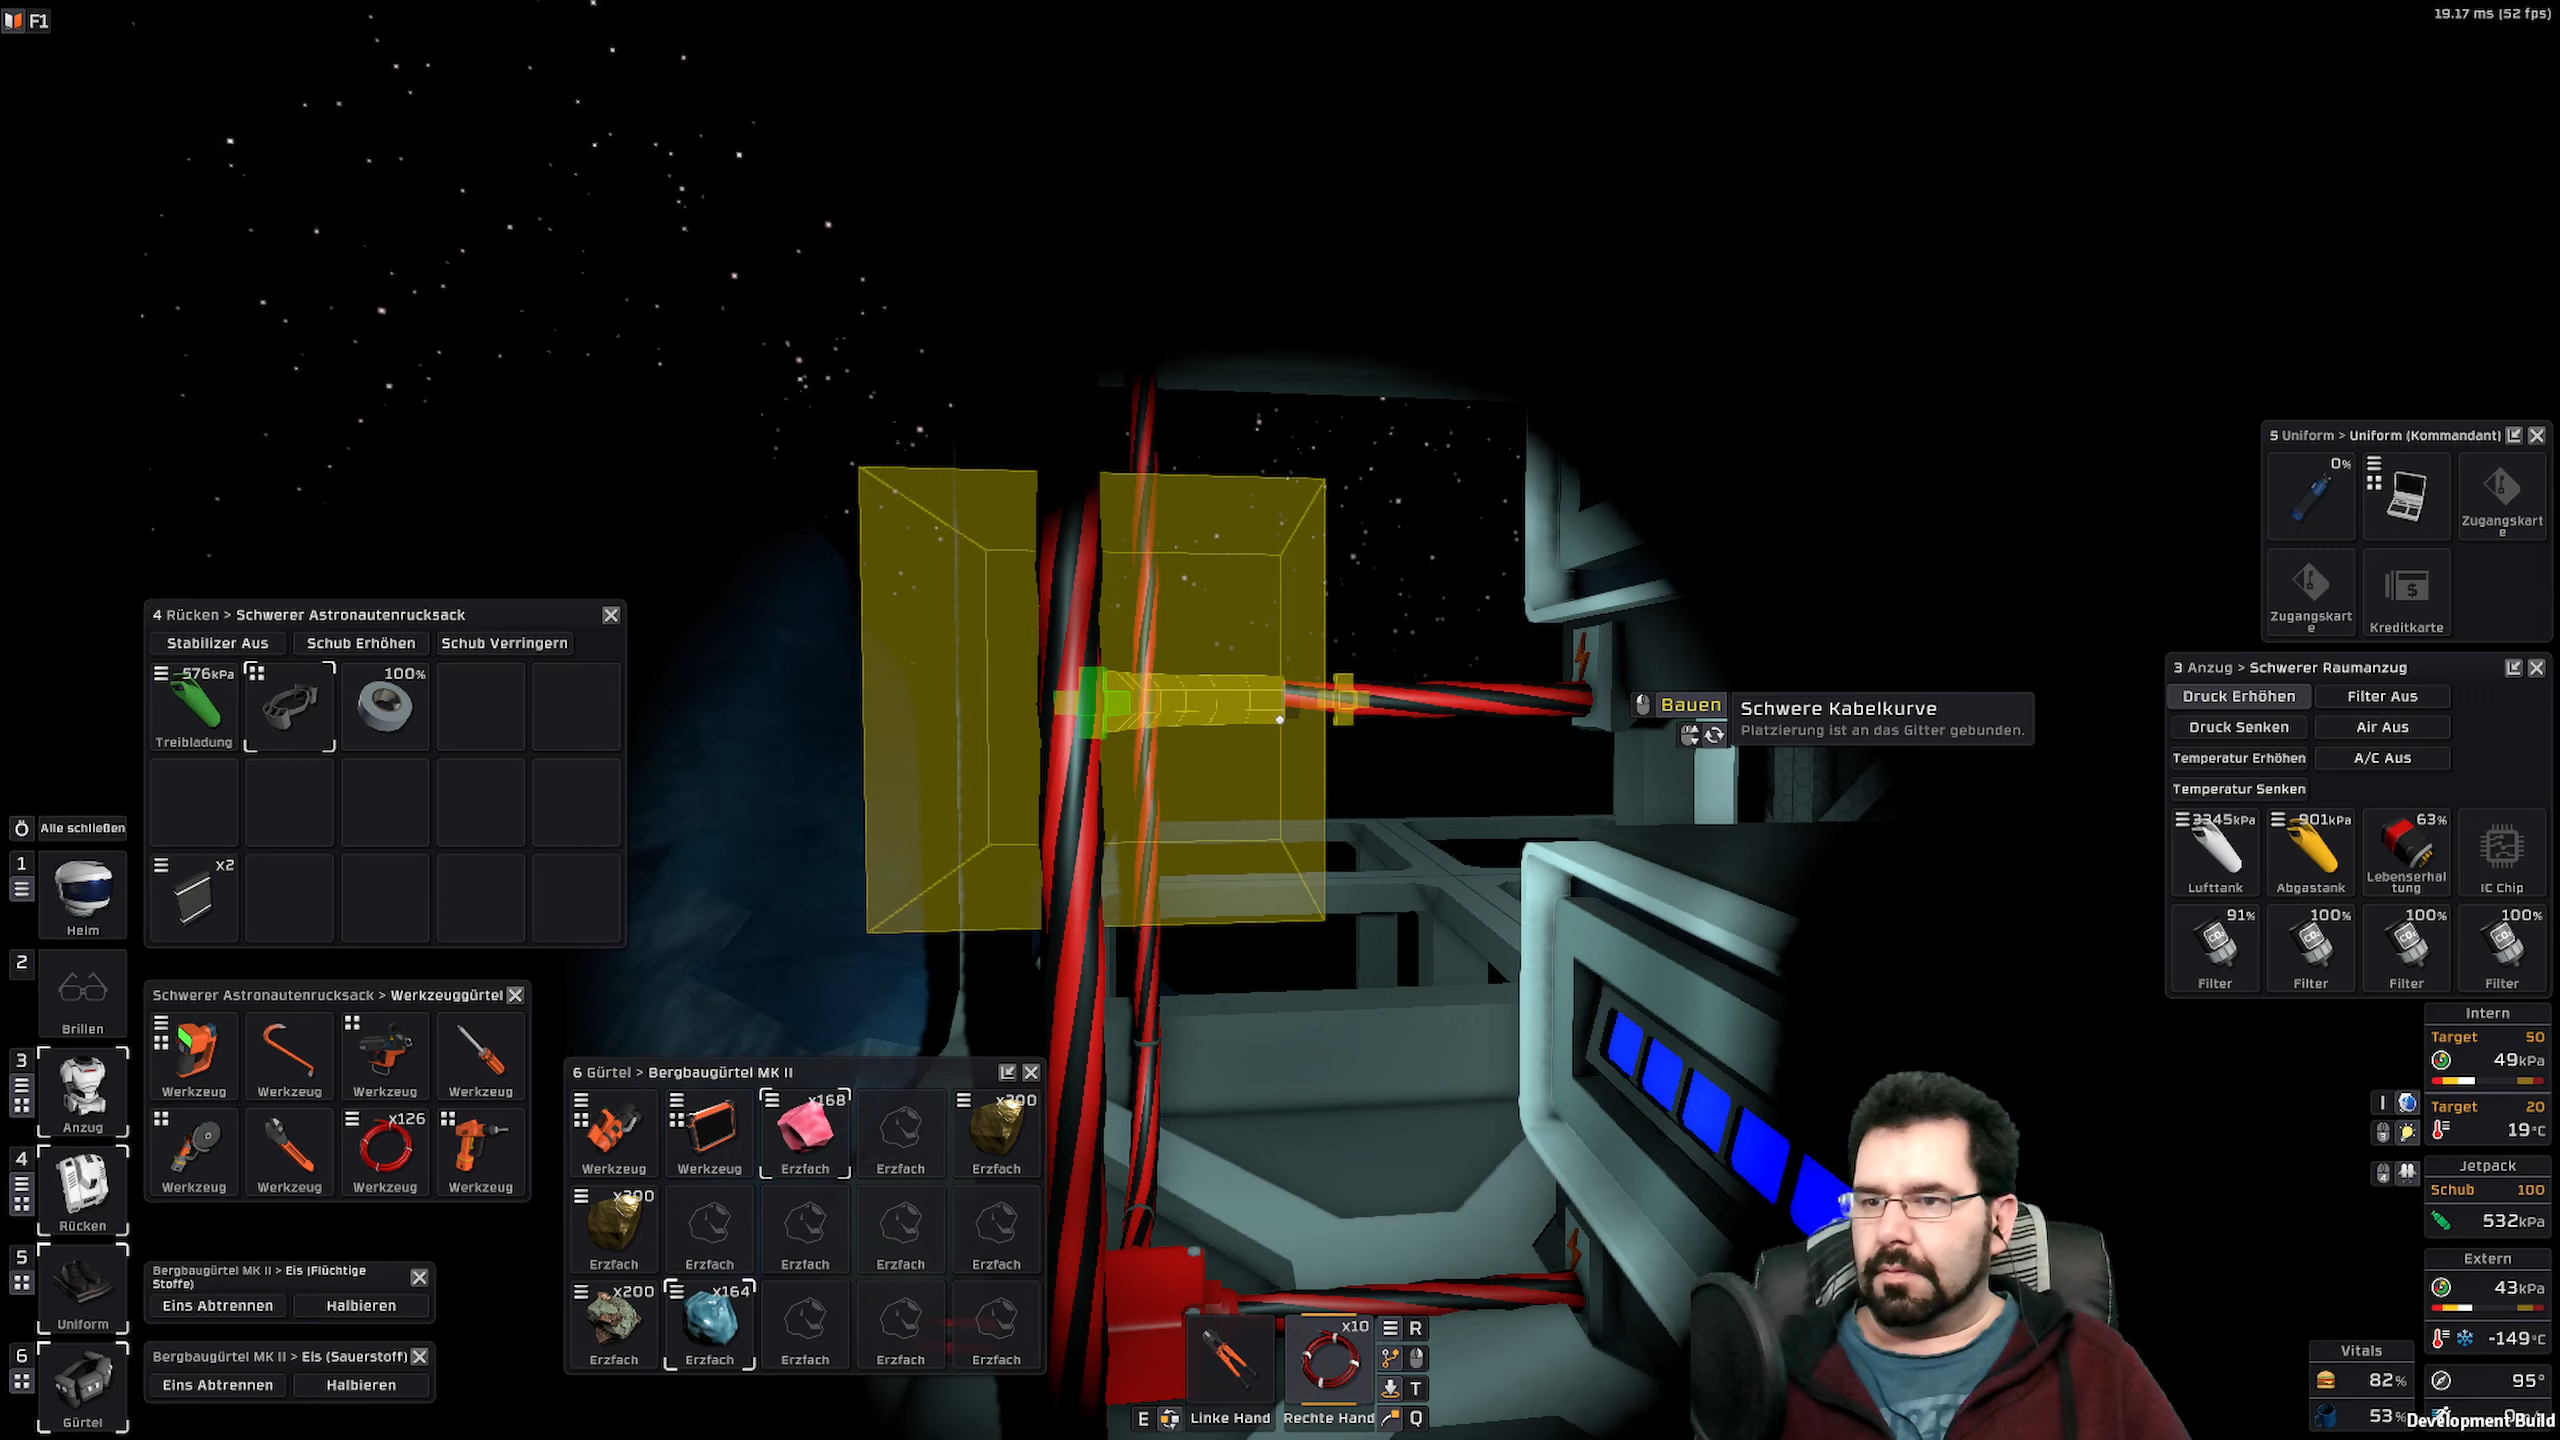 F1
19.17 ms (52 fps)
5 Uniform > Uniform (Kommandant)
0%
Zugangskart
e
Zugangskart
e
Kreditkarte
4 Rücken > Schwerer Astronautenrucksack
Stabilizer Aus
Schub Erhöhen
Schub Verringern
576kPa
100%
Treibladung
x2
Bauen
Schwere Kabelkurve
Platzierung ist an das Gitter gebunden.
3 Anzug > Schwerer Raumanzug
Druck Erhöhen
Filter Aus
Druck Senken
Air Aus
Temperatur Erhöhen
A/C Aus
Temperatur Senken
3345kPa
901kPa
63%
Lufttank
Abgastank
Lebenserhal
tung
IC Chip
91%
100%
100%
100%
Filter
Filter
Filter
Filter
Ö
Alle schließen
1
Helm
2
Brillen
3
Anzug
4
Rücken
5
Uniform
6
Gürtel
Schwerer Astronautenrucksack > Werkzeuggürtel
Werkzeug
Werkzeug
Werkzeug
Werkzeug
x126
Werkzeug
Werkzeug
Werkzeug
Werkzeug
Bergbaugürtel MK II > Eis (Flüchtige
Stoffe)
Eins Abtrennen
Halbieren
Bergbaugürtel MK II > Eis (Sauerstoff)
Eins Abtrennen
Halbieren
6 Gürtel > Bergbaugürtel MK II
x168
x200
Werkzeug
Werkzeug
Erzfach
Erzfach
Erzfach
x200
Erzfach
Erzfach
Erzfach
Erzfach
Erzfach
x200
x164
Erzfach
Erzfach
Erzfach
Erzfach
Erzfach
x10
R
T
E
Linke Hand
Rechte Hand
Q
Intern
Target 50
49kPa
Target 20
19°C
Jetpack
Schub 100
532kPa
Extern
43kPa
-149°C
95°
Vitals
82%
53%
Development Build